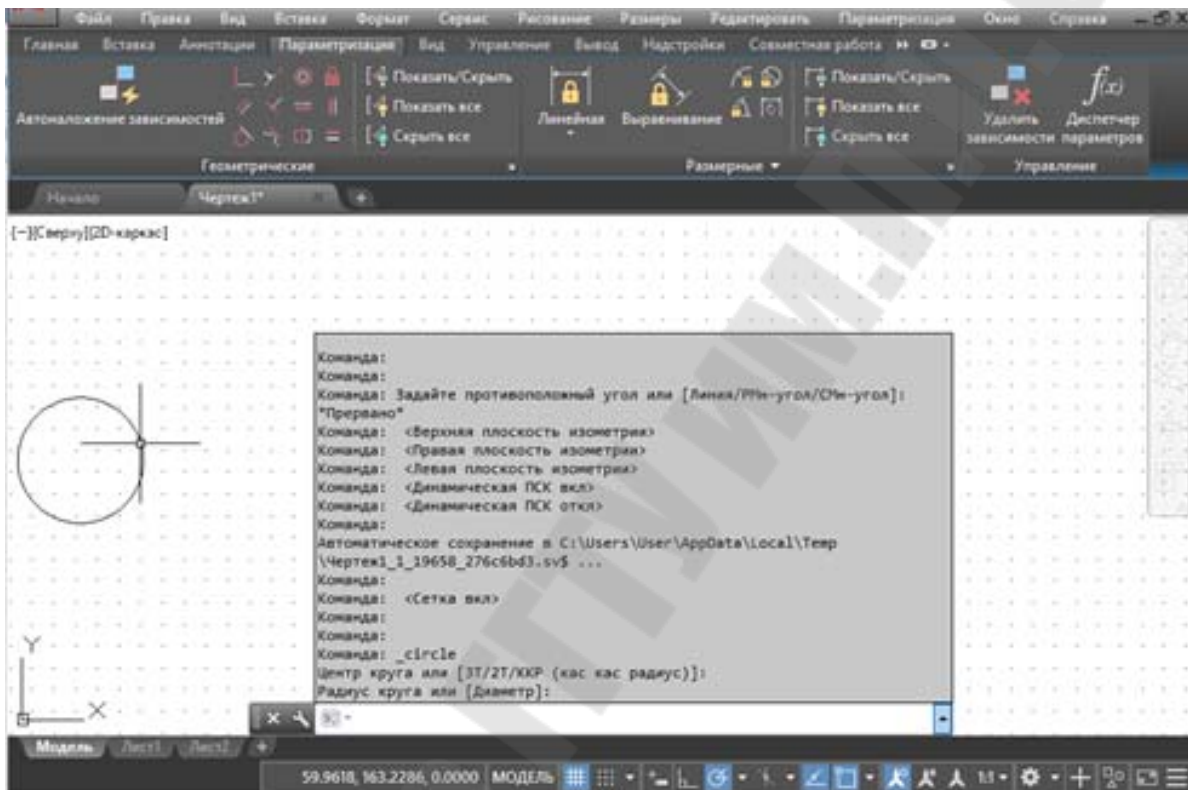 Файл Правка Вид Вставка Формат Сервис Рисование Размеры Редактировать Параметризация Окно Справка
Главная Вставка Аннотации Параметризация Вид Управление Вывод Надстройки Совместная работа
Автоналожение зависимостей
Показать/Скрыть
Показать все
Скрыть все
Геометрические
Линейная
Выравнивание
Показать/Скрыть
Показать все
Скрыть все
Размерные
Удалить зависимости
f(x)
Диспетчер параметров
Управление
Начало Чертеж1*
[−][Сверху][2D-каркас]
Команда:
Команда:
Команда: Задайте противоположный угол или [Линия/РМн-угол/СМн-угол]:
*Прервано*
Команда: <Верхняя плоскость изометрии>
Команда: <Правая плоскость изометрии>
Команда: <Левая плоскость изометрии>
Команда: <Динамическая ПСК вкл>
Команда: <Динамическая ПСК откл>
Команда:
Автоматическое сохранение в C:\Users\User\AppData\Local\Temp
\Чертеж1_1_19658_276c6bd3.sv$ ...
Команда:
Команда: <Сетка вкл>
Команда:
Команда:
Команда: _circle
Центр круга или [3Т/2Т/ККР (кас кас радиус)]:
Радиус круга или [Диаметр]:
Y
X
Модель Лист1 Лист2
59.9618, 163.2286, 0.0000 МОДЕЛЬ 1:1